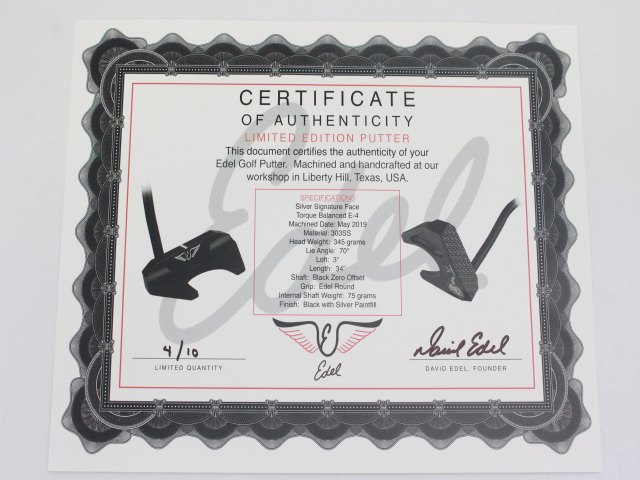 CERTIFICATE
OF AUTHENTICITY
LIMITED EDITION PUTTER
This document certifies the authenticity of your
Edel Golf Putter. Machined and handcrafted at our
workshop in Liberty Hill, Texas, USA.
Edel
SPECIFICATIONS
Silver Signature Face
Torque Balanced E-4
Machined Date: May 2019
Material: 303SS
Head Weight: 345 grams
Lie Angle: 70°
Loft: 3°
Length: 34"
Shaft: Black Zero Offset
Grip: Edel Round
Internal Shaft Weight: 75 grams
Finish: Black with Silver Paintfill
E
Edel
4/10
LIMITED QUANTITY
David Edel
DAVID EDEL, FOUNDER